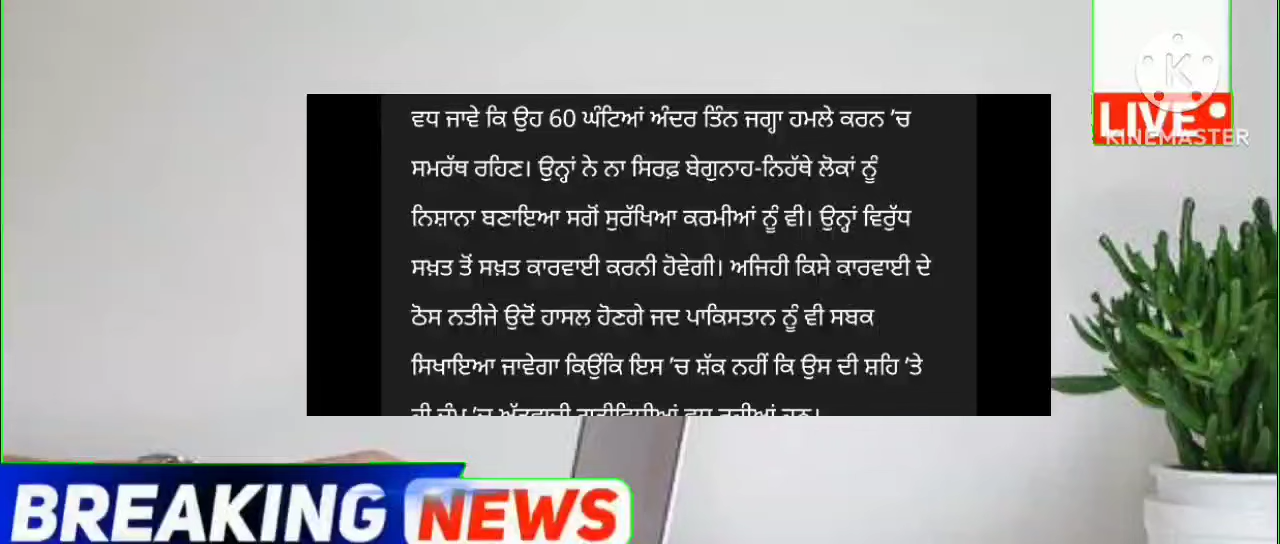 LIVE
KINEMASTER
ਵਧ ਜਾਵੇ ਕਿ ਉਹ 60 ਘੰਟਿਆਂ ਅੰਦਰ ਤਿੰਨ ਜਗ੍ਹਾ ਹਮਲੇ ਕਰਨ ’ਚ
ਸਮਰੱਥ ਰਹਿਣ। ਉਨ੍ਹਾਂ ਨੇ ਨਾ ਸਿਰਫ਼ ਬੇਗੁਨਾਹ-ਨਿਹੱਥੇ ਲੋਕਾਂ ਨੂੰ
ਨਿਸ਼ਾਨਾ ਬਣਾਇਆ ਸਗੋਂ ਸੁਰੱਖਿਆ ਕਰਮੀਆਂ ਨੂੰ ਵੀ। ਉਨ੍ਹਾਂ ਵਿਰੁੱਧ
ਸਖ਼ਤ ਤੋਂ ਸਖ਼ਤ ਕਾਰਵਾਈ ਕਰਨੀ ਹੋਵੇਗੀ। ਅਜਿਹੀ ਕਿਸੇ ਕਾਰਵਾਈ ਦੇ
ਠੋਸ ਨਤੀਜੇ ਉਦੋਂ ਹਾਸਲ ਹੋਣਗੇ ਜਦ ਪਾਕਿਸਤਾਨ ਨੂੰ ਵੀ ਸਬਕ
ਸਿਖਾਇਆ ਜਾਵੇਗਾ ਕਿਉਂਕਿ ਇਸ ’ਚ ਸ਼ੱਕ ਨਹੀਂ ਕਿ ਉਸ ਦੀ ਸ਼ਹਿ ’ਤੇ
BREAKING NEWS